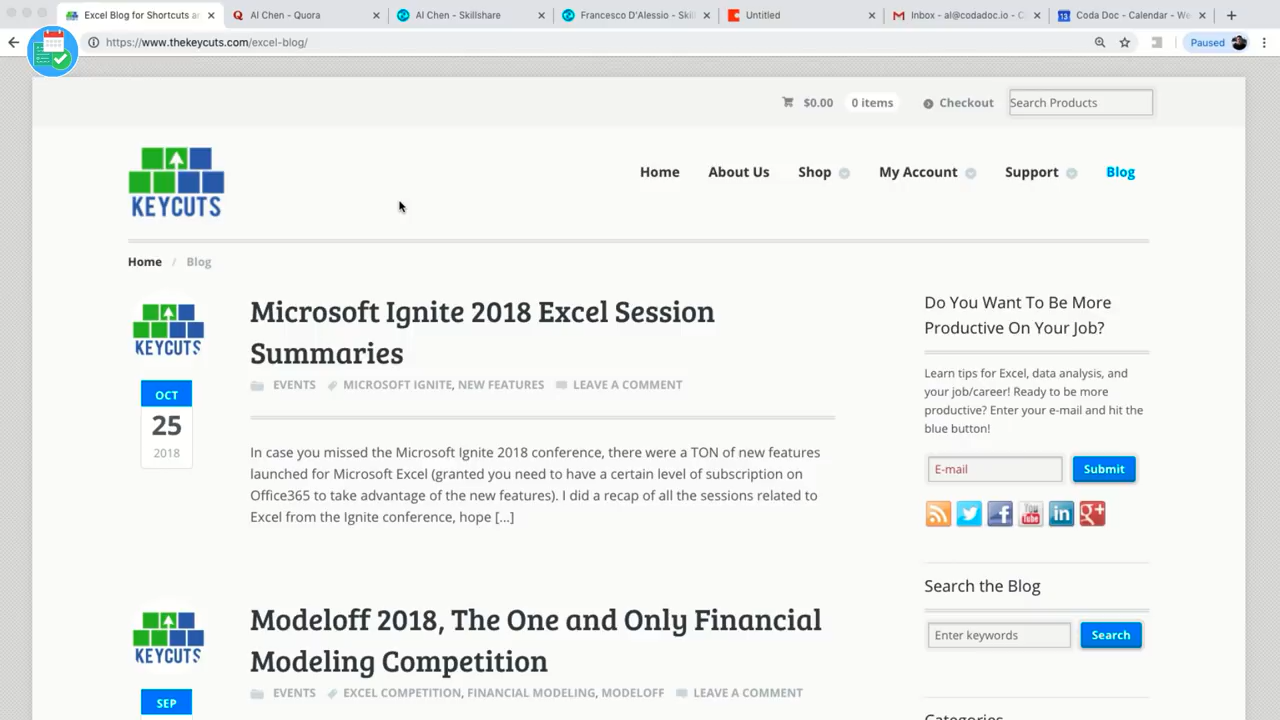 Excel Blog for Shortcuts a
Al Chen - Quora
Al Chen - Skillshare
Francesco D'Alessio - Skil
Untitled
Inbox - al@codadoc.io - C
Coda Doc - Calendar - We
https://www.thekeycuts.com/excel-blog/
Paused
$0.00
0 items
Checkout
Search Products
KEYCUTS
Home
About Us
Shop
My Account
Support
Blog
Home / Blog
KEYCUTS
OCT
25
2018
Microsoft Ignite 2018 Excel Session
Summaries
EVENTS
MICROSOFT IGNITE, NEW FEATURES
LEAVE A COMMENT
In case you missed the Microsoft Ignite 2018 conference, there were a TON of new features
launched for Microsoft Excel (granted you need to have a certain level of subscription on
Office365 to take advantage of the new features). I did a recap of all the sessions related to
Excel from the Ignite conference, hope [...]
Do You Want To Be More
Productive On Your Job?
Learn tips for Excel, data analysis, and
your job/career! Ready to be more
productive? Enter your e-mail and hit the
blue button!
E-mail
Submit
You Tube
in
g+
Search the Blog
Enter keywords
Search
KEYCUTS
SEP
Modeloff 2018, The One and Only Financial
Modeling Competition
EVENTS
EXCEL COMPETITION, FINANCIAL MODELING, MODELOFF
LEAVE A COMMENT
Categories